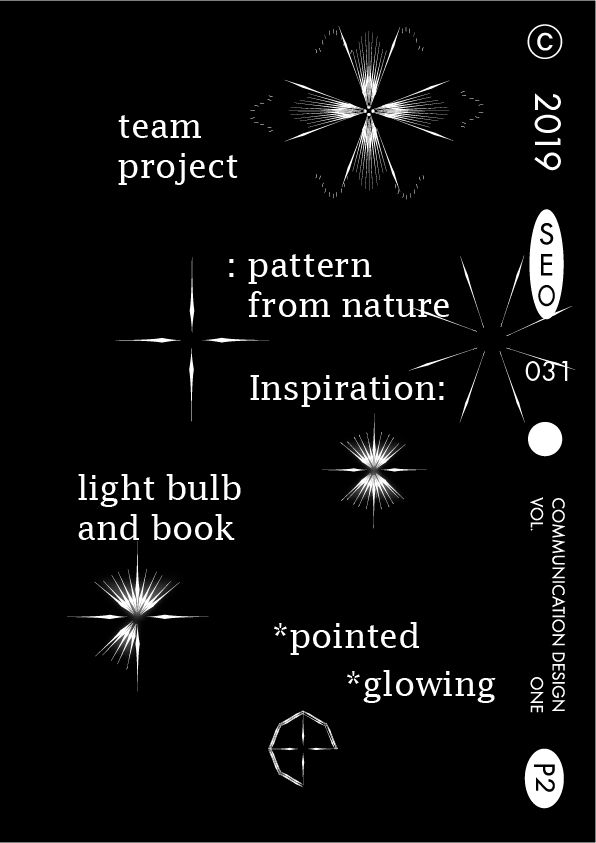 team
project
: pattern
from nature
Inspiration:
light bulb
and book
*pointed
*glowing
©
2019
SEO
031
COMMUNICATION DESIGN
VOL. ONE
P2